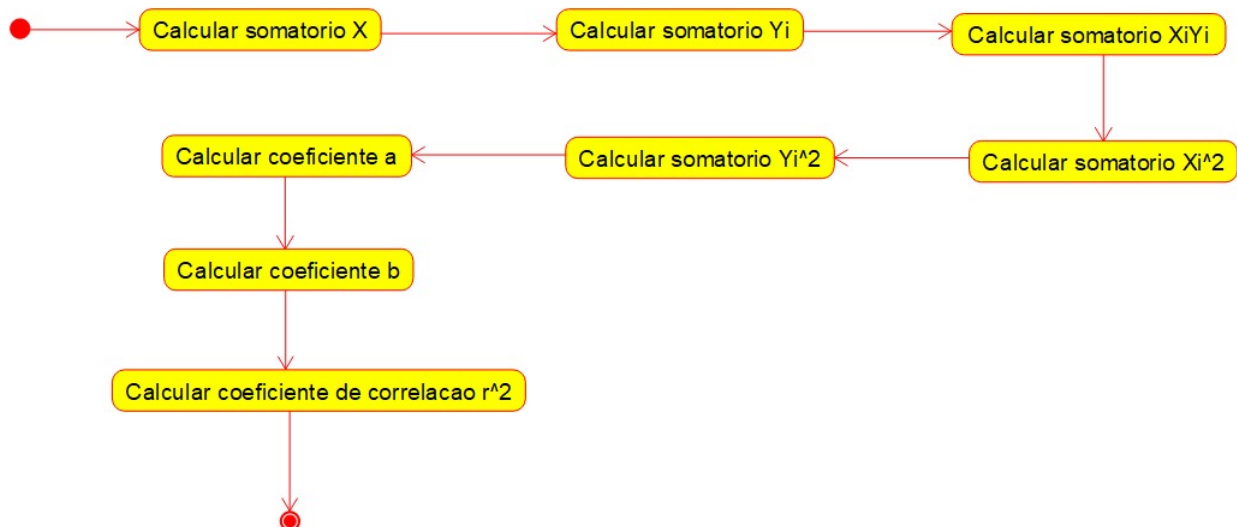 Calcular somatorio X
Calcular somatorio Yi
Calcular somatorio XiYi
Calcular somatorio Xi^2
Calcular somatorio Yi^2
Calcular coeficiente a
Calcular coeficiente b
Calcular coeficiente de correlacao r^2